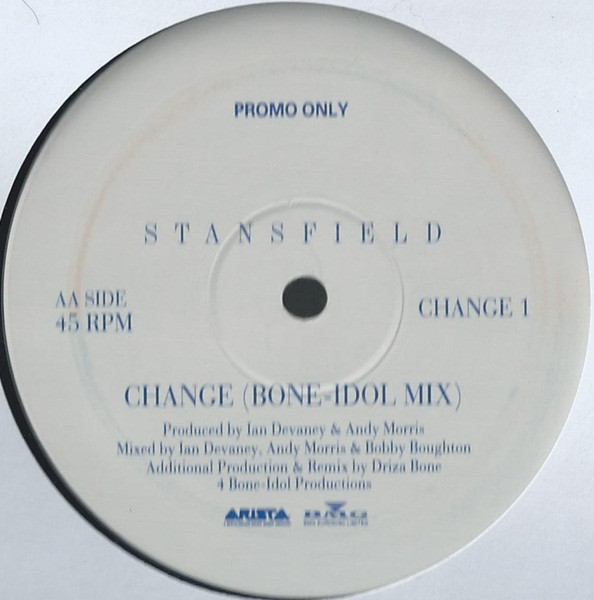 PROMO ONLY
STANSFIELD
AA SIDE
45 RPM
CHANGE 1
CHANGE (BONE-IDOL MIX)
Produced by Ian Devaney & Andy Morris
Mixed by Ian Devaney, Andy Morris & Bobby Boughton
Additional Production & Remix by Driza Bone
4 Bone-Idol Productions
ARISTA
BMG